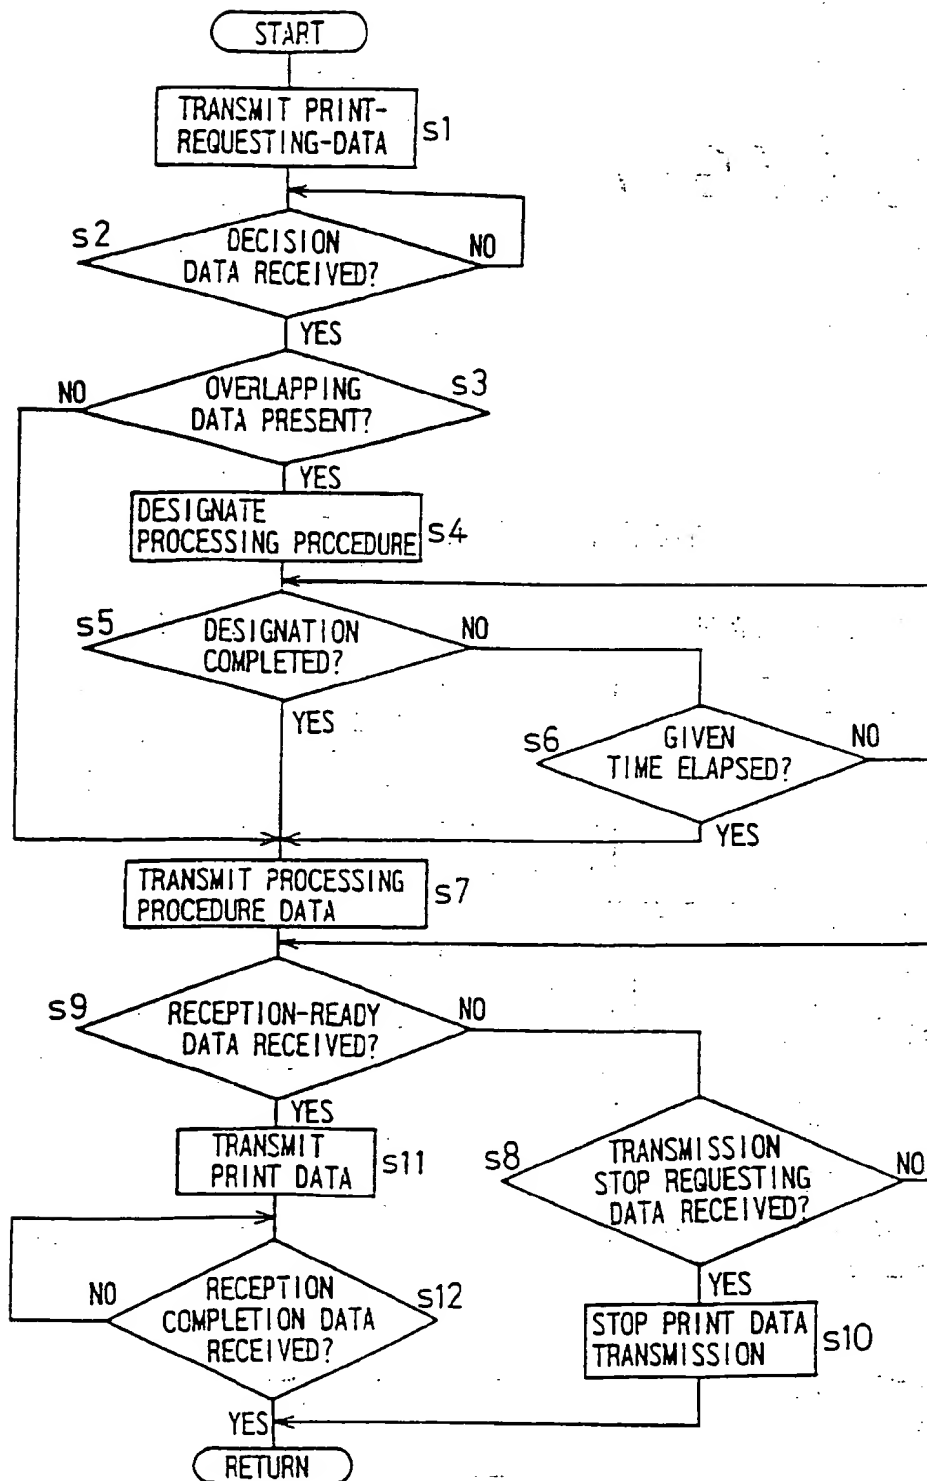 START
TRANSMIT PRINT-
REQUESTING-DATA
s1
s2
DECISION
DATA RECEIVED?
NO
YES
NO
OVERLAPPING
DATA PRESENT?
s3
YES
DESIGNATE
PROCESSING PROCEDURE
s4
s5
DESIGNATION
COMPLETED?
NO
YES
s6
GIVEN
TIME ELAPSED?
NO
YES
TRANSMIT PROCESSING
PROCEDURE DATA
s7
s9
RECEPTION-READY
DATA RECEIVED?
NO
YES
TRANSMIT
PRINT DATA
s11
s8
TRANSMISSION
STOP REQUESTING
DATA RECEIVED?
NO
YES
NO
RECEPTION
COMPLETION DATA
RECEIVED?
s12
STOP PRINT DATA
TRANSMISSION
s10
YES
RETURN